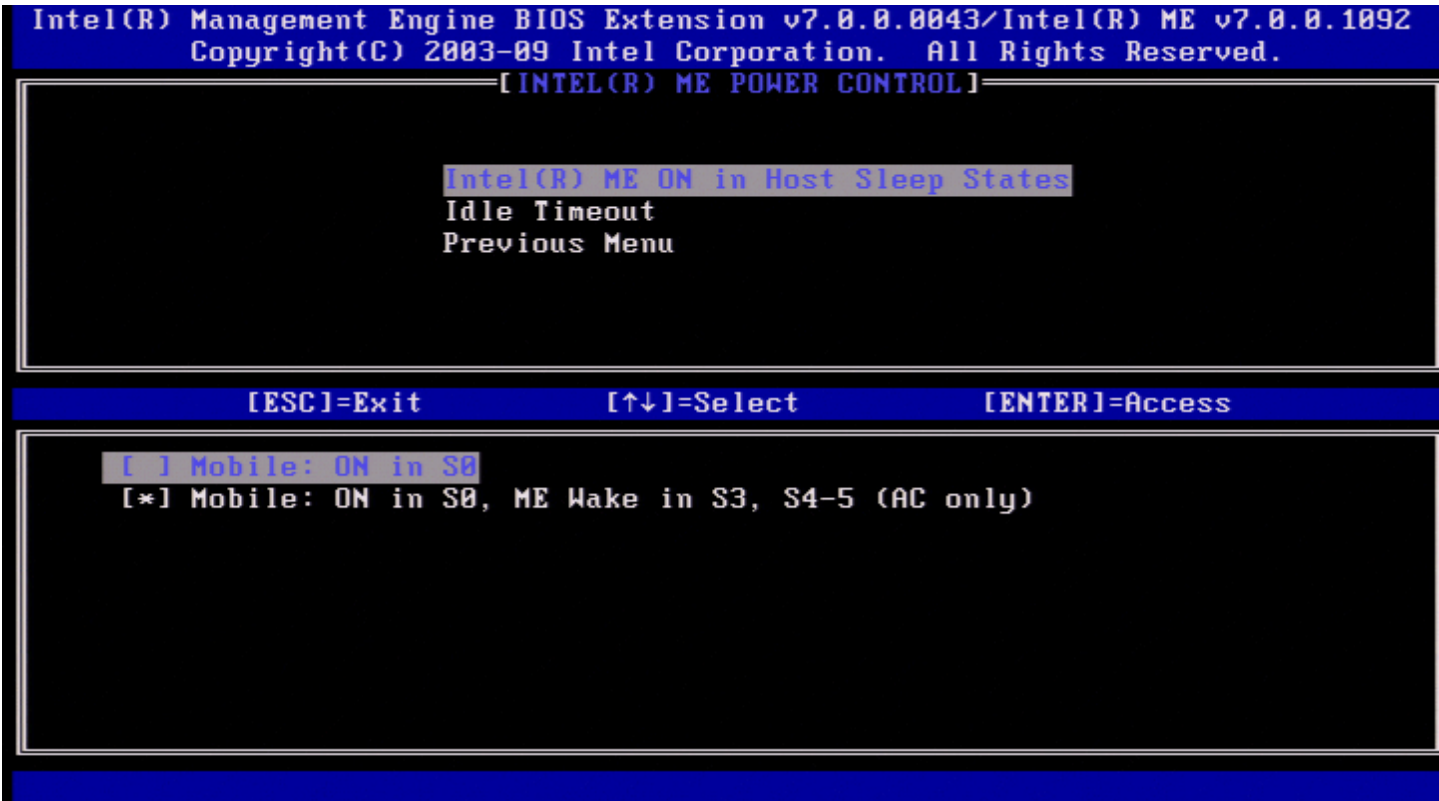 Intel(R) Management Engine BIOS Extension v7.0.0.0043/Intel(R) ME v7.0.0.1092
Copyright(C) 2003-09 Intel Corporation. All Rights Reserved.
[INTEL(R) ME POWER CONTROL]
Intel(R) ME ON in Host Sleep States
Idle Timeout
Previous Menu
[ESC]=Exit [↑↓]=Select [ENTER]=Access
[ ] Mobile: ON in S0
[*] Mobile: ON in S0, ME Wake in S3, S4-5 (AC only)